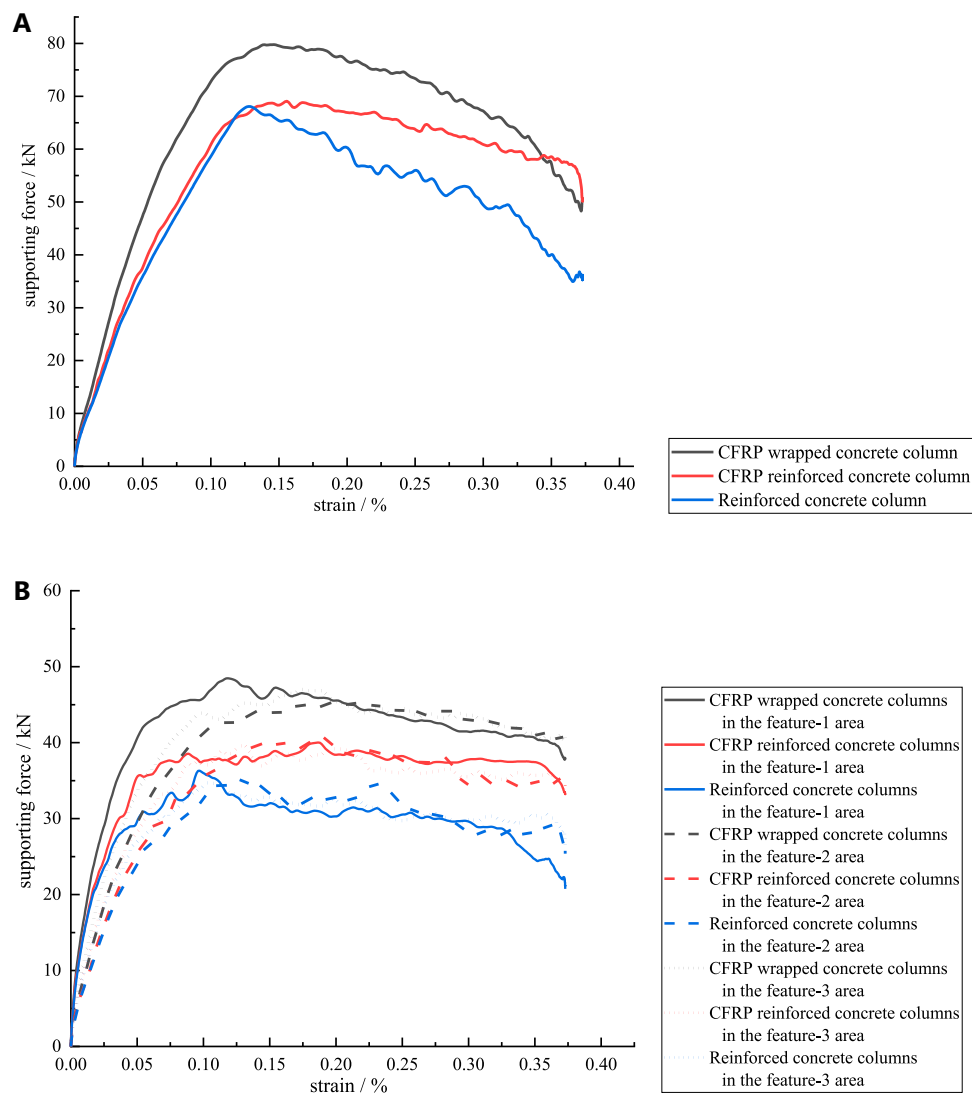 A
80
70
60
50
40
30
20
10
0
supporting force / kN
0.00 0.05 0.10 0.15 0.20 0.25 0.30 0.35 0.40
strain / %
CFRP wrapped concrete column
CFRP reinforced concrete column
Reinforced concrete column
B
60
50
40
30
20
10
0
supporting force / kN
0.00 0.05 0.10 0.15 0.20 0.25 0.30 0.35 0.40
strain / %
CFRP wrapped concrete columns
in the feature-1 area
CFRP reinforced concrete columns
in the feature-1 area
Reinforced concrete columns
in the feature-1 area
CFRP wrapped concrete columns
in the feature-2 area
CFRP reinforced concrete columns
in the feature-2 area
Reinforced concrete columns
in the feature-2 area
CFRP wrapped concrete columns
in the feature-3 area
CFRP reinforced concrete columns
in the feature-3 area
Reinforced concrete columns
in the feature-3 area